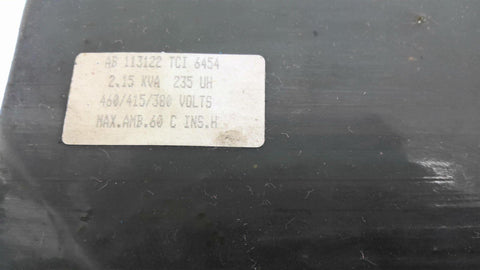 AB 113122 TCI 6454
2.15 KVA 235 UH
460/415/380 VOLTS
MAX.AMB.60 C INS.H